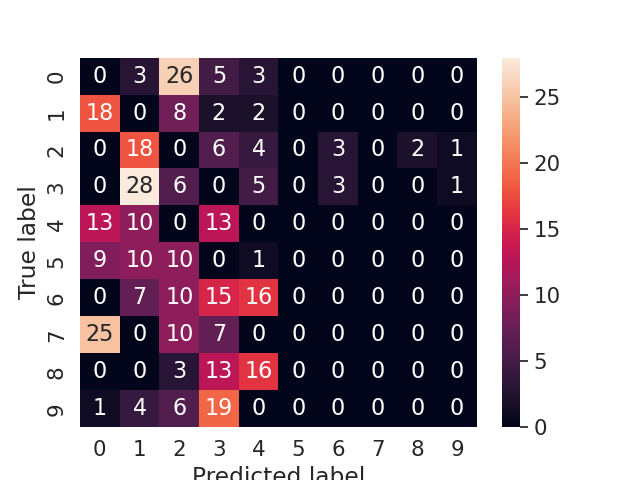 0 0 3 26 5 3 0 0 0 0 0
1 18 0 8 2 2 0 0 0 0 0
2 0 18 0 6 4 0 3 0 2 1
3 0 28 6 0 5 0 3 0 0 1
4 13 10 0 13 0 0 0 0 0 0
5 9 10 10 0 1 0 0 0 0 0
6 0 7 10 15 16 0 0 0 0 0
7 25 0 10 7 0 0 0 0 0 0
8 0 0 3 13 16 0 0 0 0 0
9 1 4 6 19 0 0 0 0 0 0
0 1 2 3 4 5 6 7 8 9
Predicted label
True label
25
20
15
10
5
0